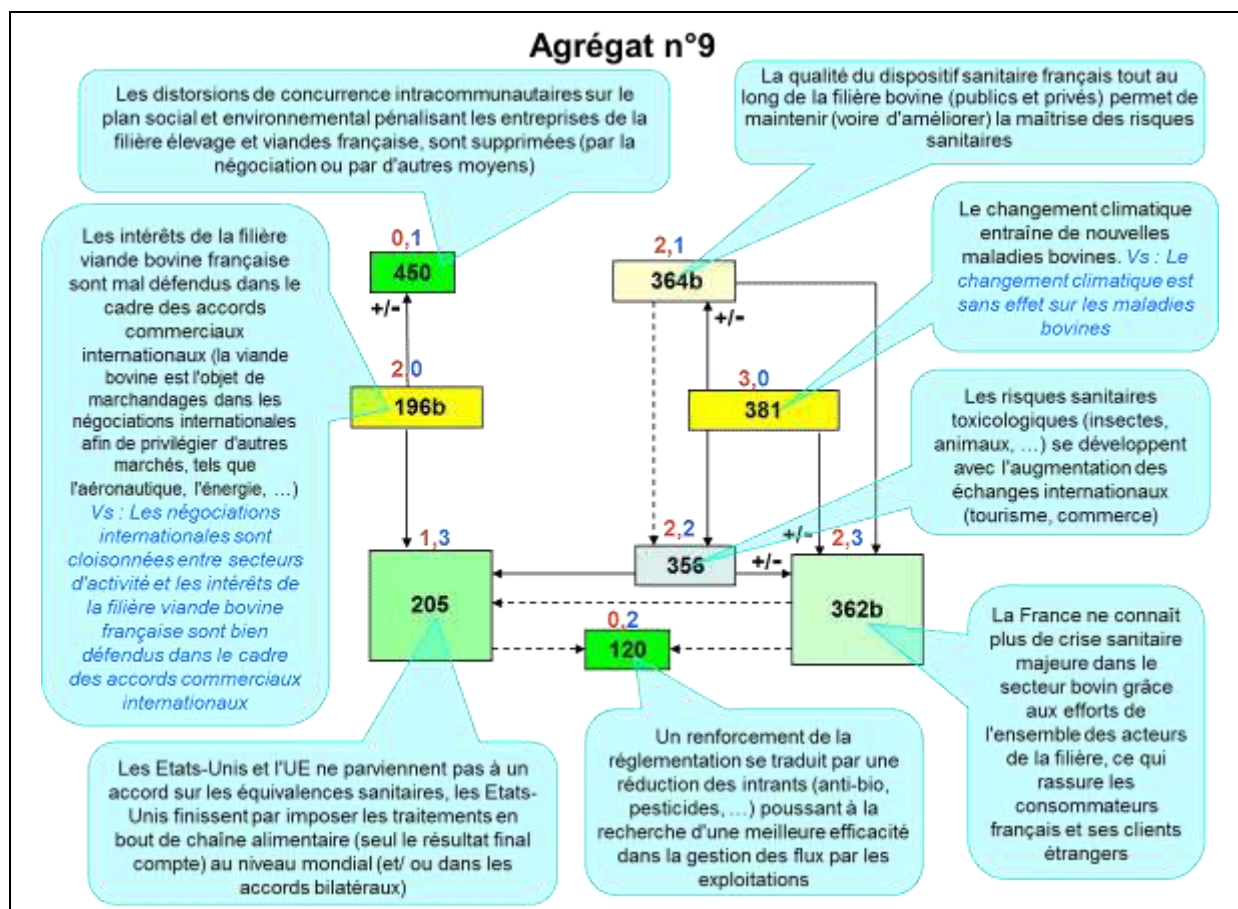 Agrégat n°9
Les distorsions de concurrence intracommunautaires sur le
plan social et environnemental pénalisant les entreprises de la
filière élevage et viandes française, sont supprimées (par la
négociation ou par d'autres moyens)
La qualité du dispositif sanitaire français tout au
long de la filière bovine (publics et privés) permet de
maintenir (voire d'améliorer) la maîtrise des risques
sanitaires
Les intérêts de la filière
viande bovine française
sont mal défendus dans le
cadre des accords
commerciaux
internationaux (la viande
bovine est l'objet de
marchandages dans les
négociations internationales
afin de privilégier d'autres
marchés, tels que
l'aéronautique, l'énergie, …)
Vs : Les négociations
internationales sont
cloisonnées entre secteurs
d'activité et les intérêts de
la filière viande bovine
française sont bien
défendus dans le cadre
des accords commerciaux
internationaux
0,1
450
+/-
2,0
196b
2,1
364b
+/-
3,0
381
Le changement climatique
entraîne de nouvelles
maladies bovines. Vs : Le
changement climatique est
sans effet sur les maladies
bovines
Les risques sanitaires
toxicologiques (insectes,
animaux, …) se développent
avec l'augmentation des
échanges internationaux
(tourisme, commerce)
1,3
205
2,2
356
+/-
+/-
2,3
362b
0,2
120
La France ne connaît
plus de crise sanitaire
majeure dans le
secteur bovin grâce
aux efforts de
l'ensemble des acteurs
de la filière, ce qui
rassure les
consommateurs
français et ses clients
étrangers
Les Etats-Unis et l'UE ne parviennent pas à un
accord sur les équivalences sanitaires, les Etats-
Unis finissent par imposer les traitements en
bout de chaîne alimentaire (seul le résultat final
compte) au niveau mondial (et/ ou dans les
accords bilatéraux)
Un renforcement de la
réglementation se traduit par une
réduction des intrants (anti-bio,
pesticides, …) poussant à la
recherche d'une meilleure efficacité
dans la gestion des flux par les
exploitations